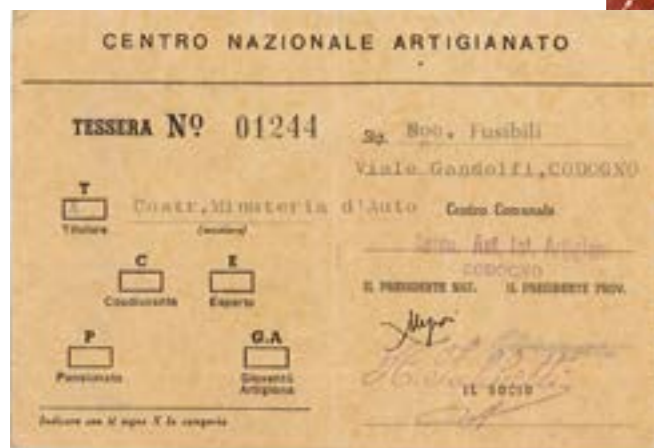 CENTRO NAZIONALE ARTIGIANATO
TESSERA Nº 01244
T
X
Titolare
Costr. Minuteria d'Auto
(mestiere)
C
Coadiuvante
E
Esperto
P
Pensionato
G.A
Gioventù
Artigiana
Indicare con il segno X la categoria
Sig. Fusibili
Viale Gandolfi, CODOGNO
Centro Comunale
CODOGNO
IL PRESIDENTE NAZ. IL PRESIDENTE PROV.
IL SOCIO